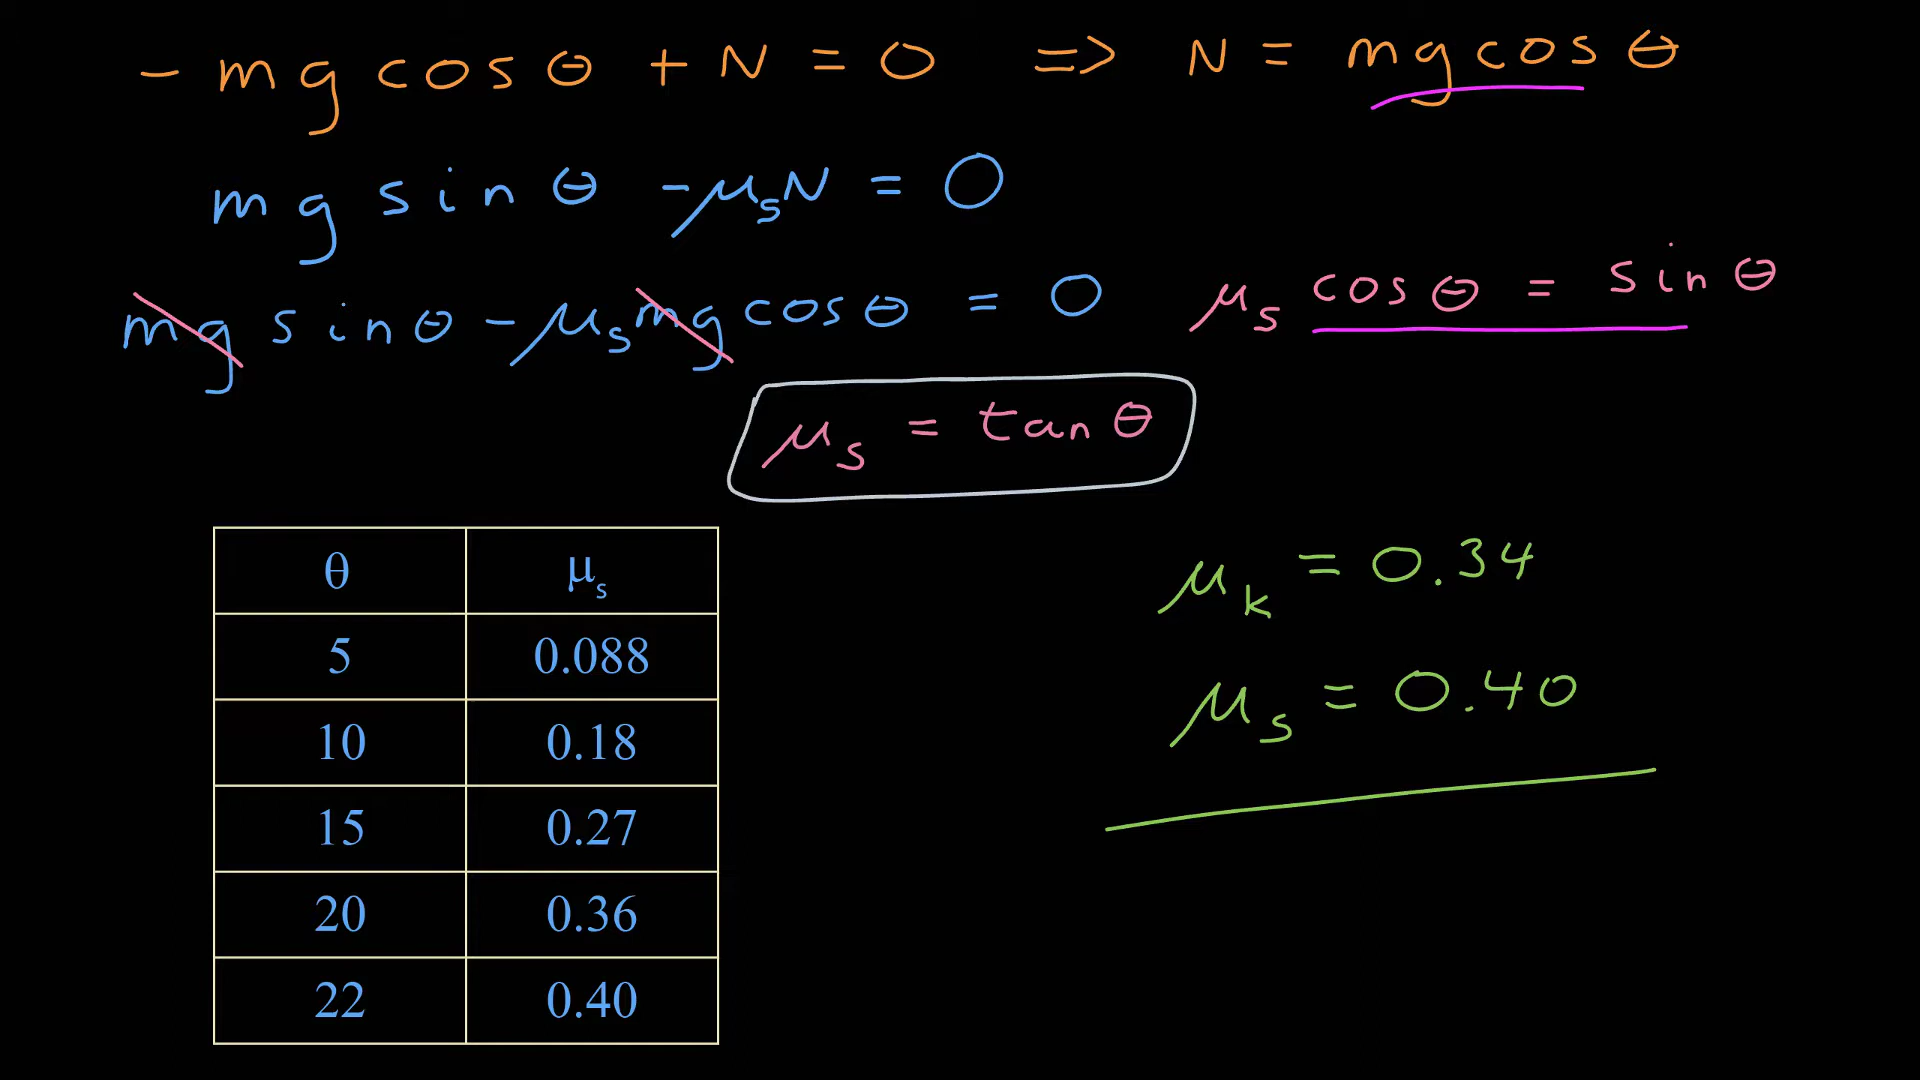 - mg cos θ + N = 0 => N = mg cos θ
mg sin θ - μsN = 0
mg sin θ - μs mg cos θ = 0
μs cos θ = sin θ
μs = tan θ
θ μs
5 0.088
10 0.18
15 0.27
20 0.36
22 0.40
μk = 0.34
μs = 0.40